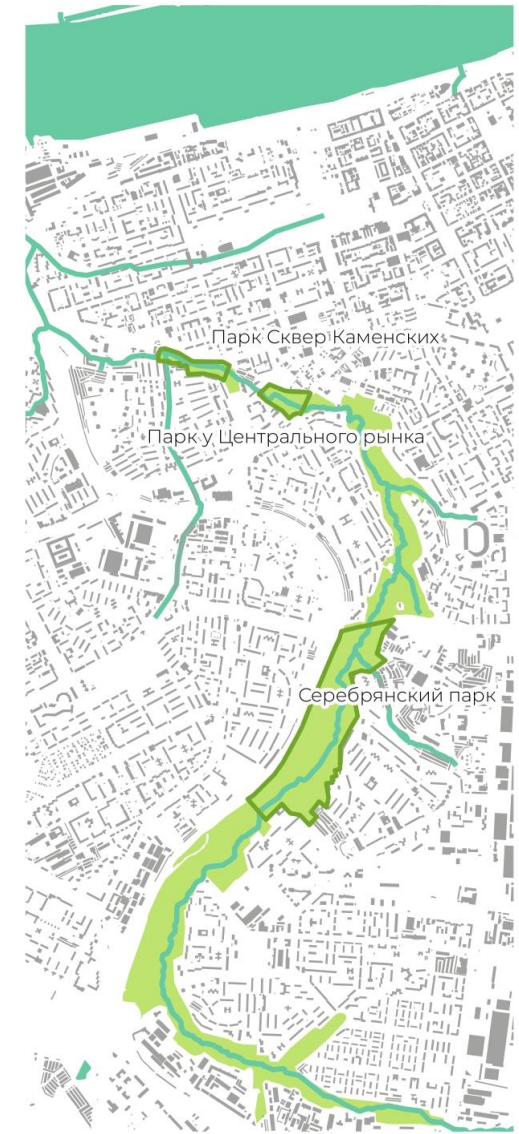 Парк Сквер Каменских
Парк у Центрального рынка
Серебрянский парк